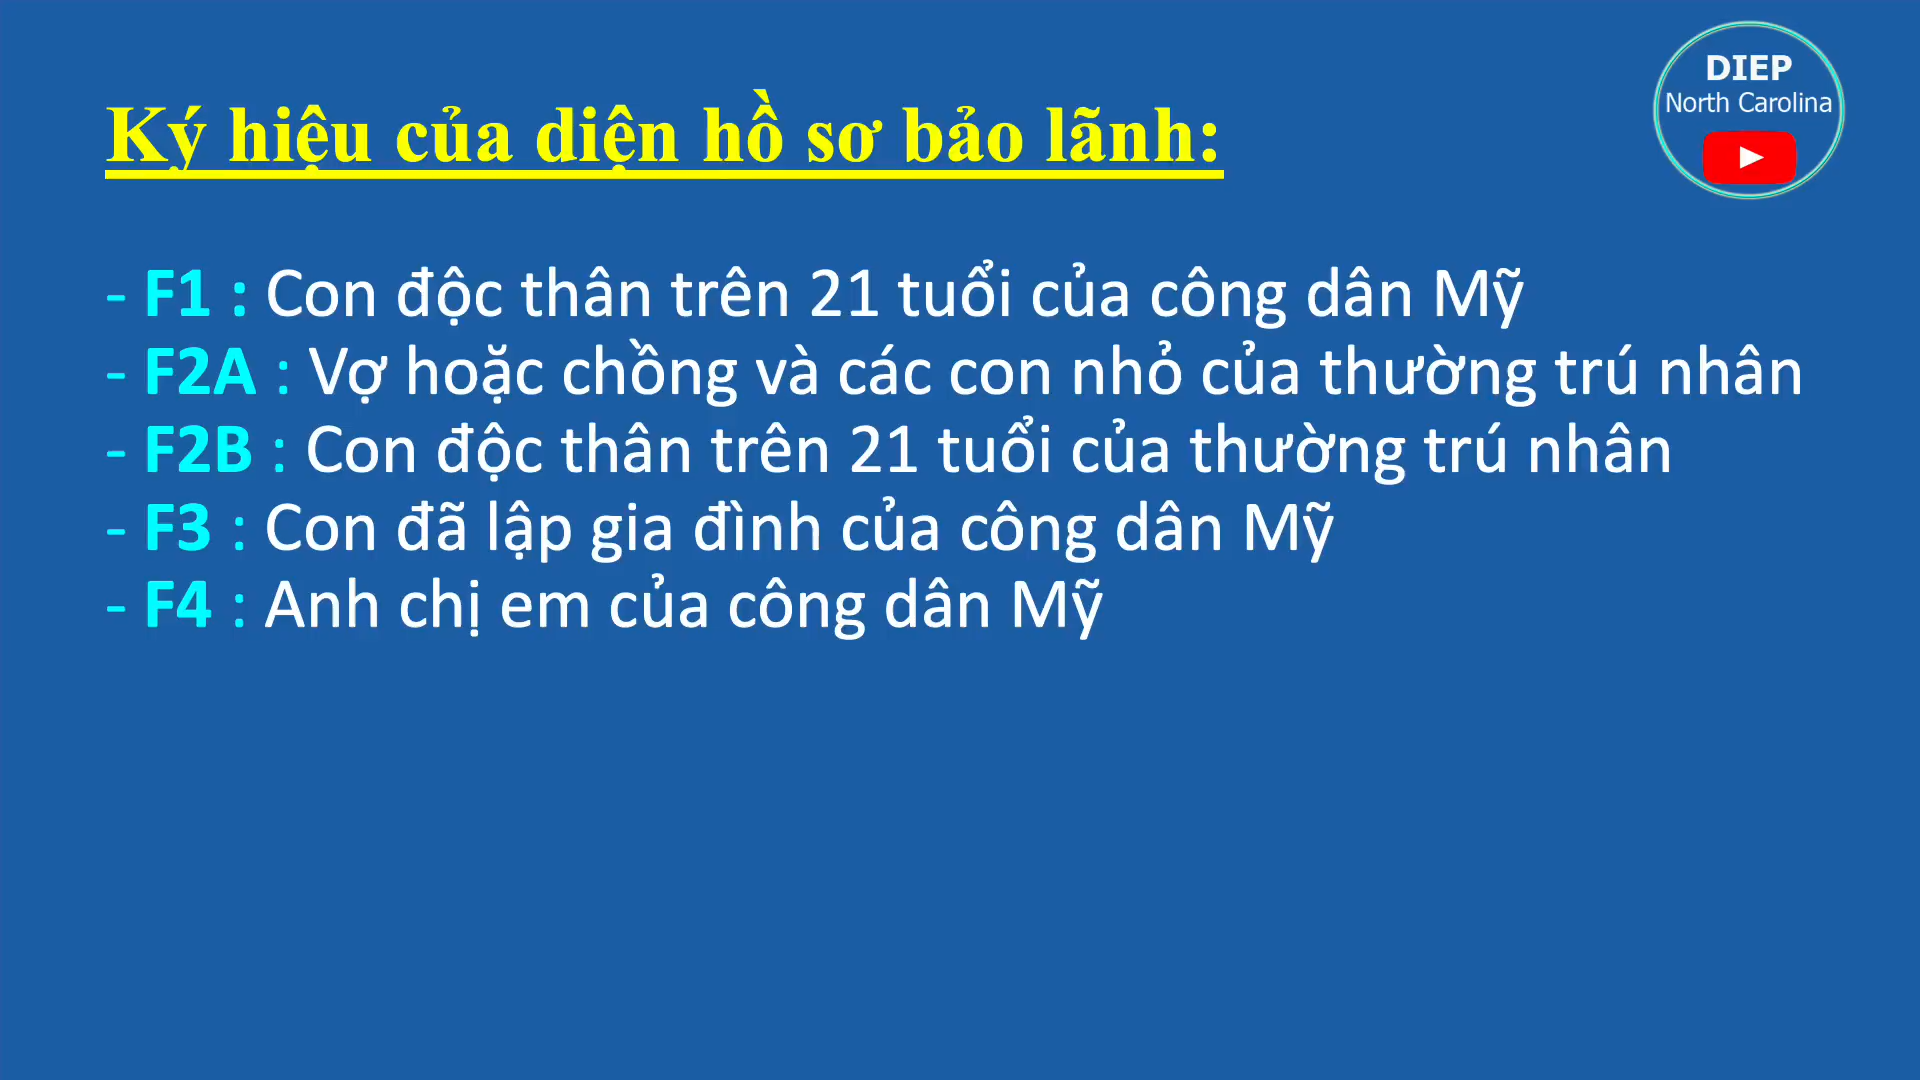 DIEP
North Carolina
Ký hiệu của diện hồ sơ bảo lãnh:
- F1 : Con độc thân trên 21 tuổi của công dân Mỹ
- F2A : Vợ hoặc chồng và các con nhỏ của thường trú nhân
- F2B : Con độc thân trên 21 tuổi của thường trú nhân
- F3 : Con đã lập gia đình của công dân Mỹ
- F4 : Anh chị em của công dân Mỹ